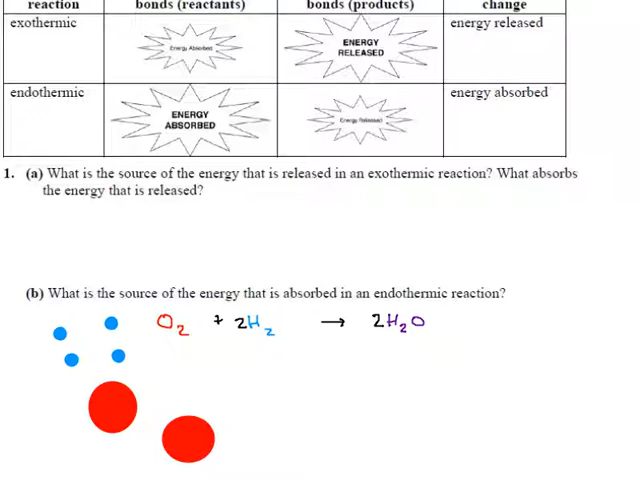 reaction bonds (reactants) bonds (products) change
exothermic Energy Absorbed ENERGY RELEASED energy released
endothermic ENERGY ABSORBED Energy Released energy absorbed
1. (a) What is the source of the energy that is released in an exothermic reaction? What absorbs
the energy that is released?
(b) What is the source of the energy that is absorbed in an endothermic reaction?
O2 + 2H2 → 2H2O